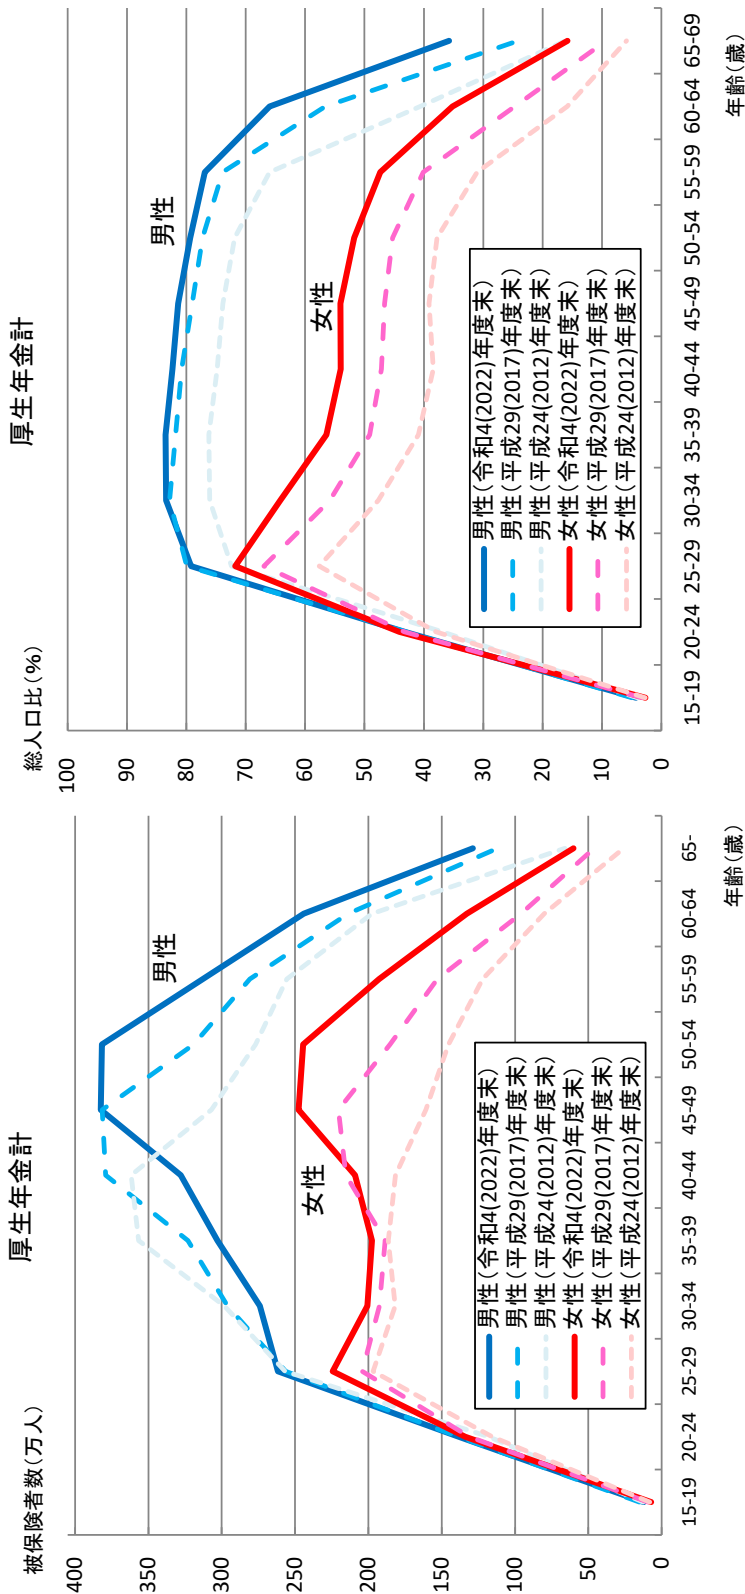 厚生年金計
被保険者数(万人)
400
350
300
250
200
150
100
50
0
15-19
20-24
25-29
30-34
35-39
40-44
45-49
50-54
55-59
60-64
65-
年齢(歳)
男性
女性
男性(令和4(2022)年度末)
男性(平成29(2017)年度末)
男性(平成24(2012)年度末)
女性(令和4(2022)年度末)
女性(平成29(2017)年度末)
女性(平成24(2012)年度末)
厚生年金計
総人口比(%)
100
90
80
70
60
50
40
30
20
10
0
15-19
20-24
25-29
30-34
35-39
40-44
45-49
50-54
55-59
60-64
65-69
年齢(歳)
男性
女性
男性(令和4(2022)年度末)
男性(平成29(2017)年度末)
男性(平成24(2012)年度末)
女性(令和4(2022)年度末)
女性(平成29(2017)年度末)
女性(平成24(2012)年度末)